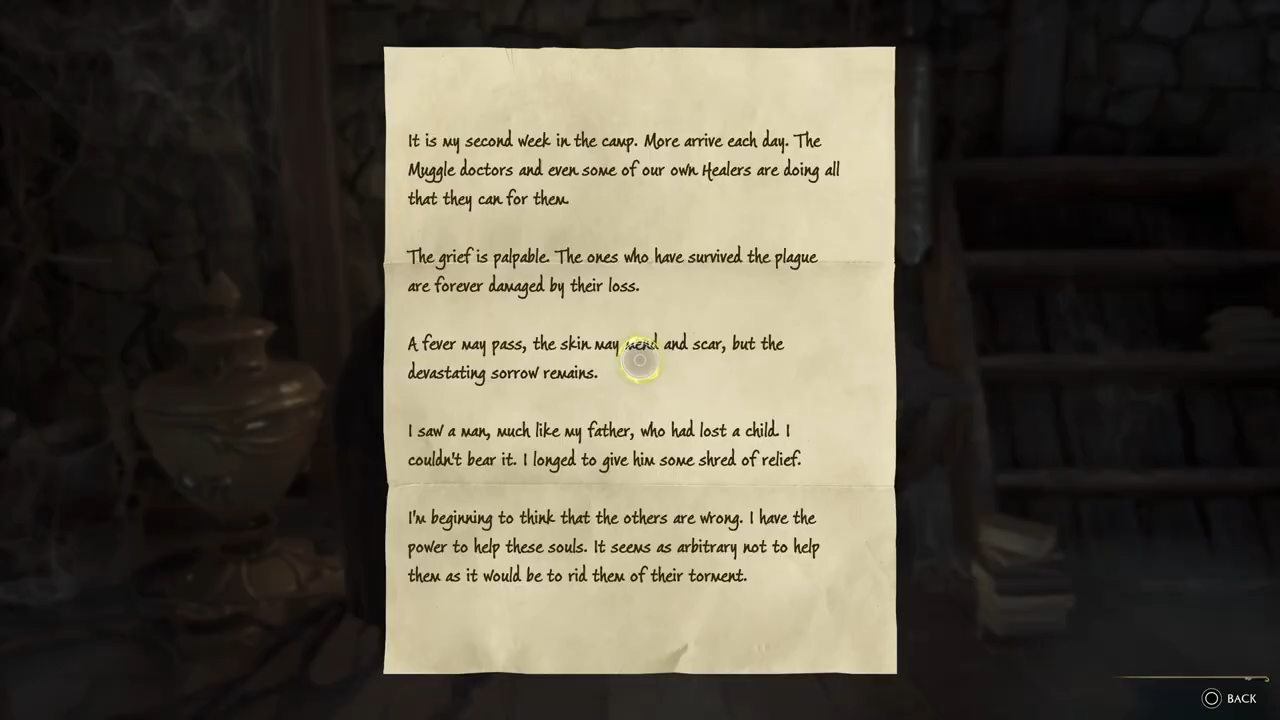 It is my second week in the camp. More arrive each day. The
Muggle doctors and even some of our own Healers are doing all
that they can for them.
The grief is palpable. The ones who have survived the plague
are forever damaged by their loss.
A fever may pass, the skin may mend and scar, but the
devastating sorrow remains.
I saw a man, much like my father, who had lost a child. I
couldn't bear it. I longed to give him some shred of relief.
I'm beginning to think that the others are wrong. I have the
power to help these souls. It seems as arbitrary not to help
them as it would be to rid them of their torment.
BACK